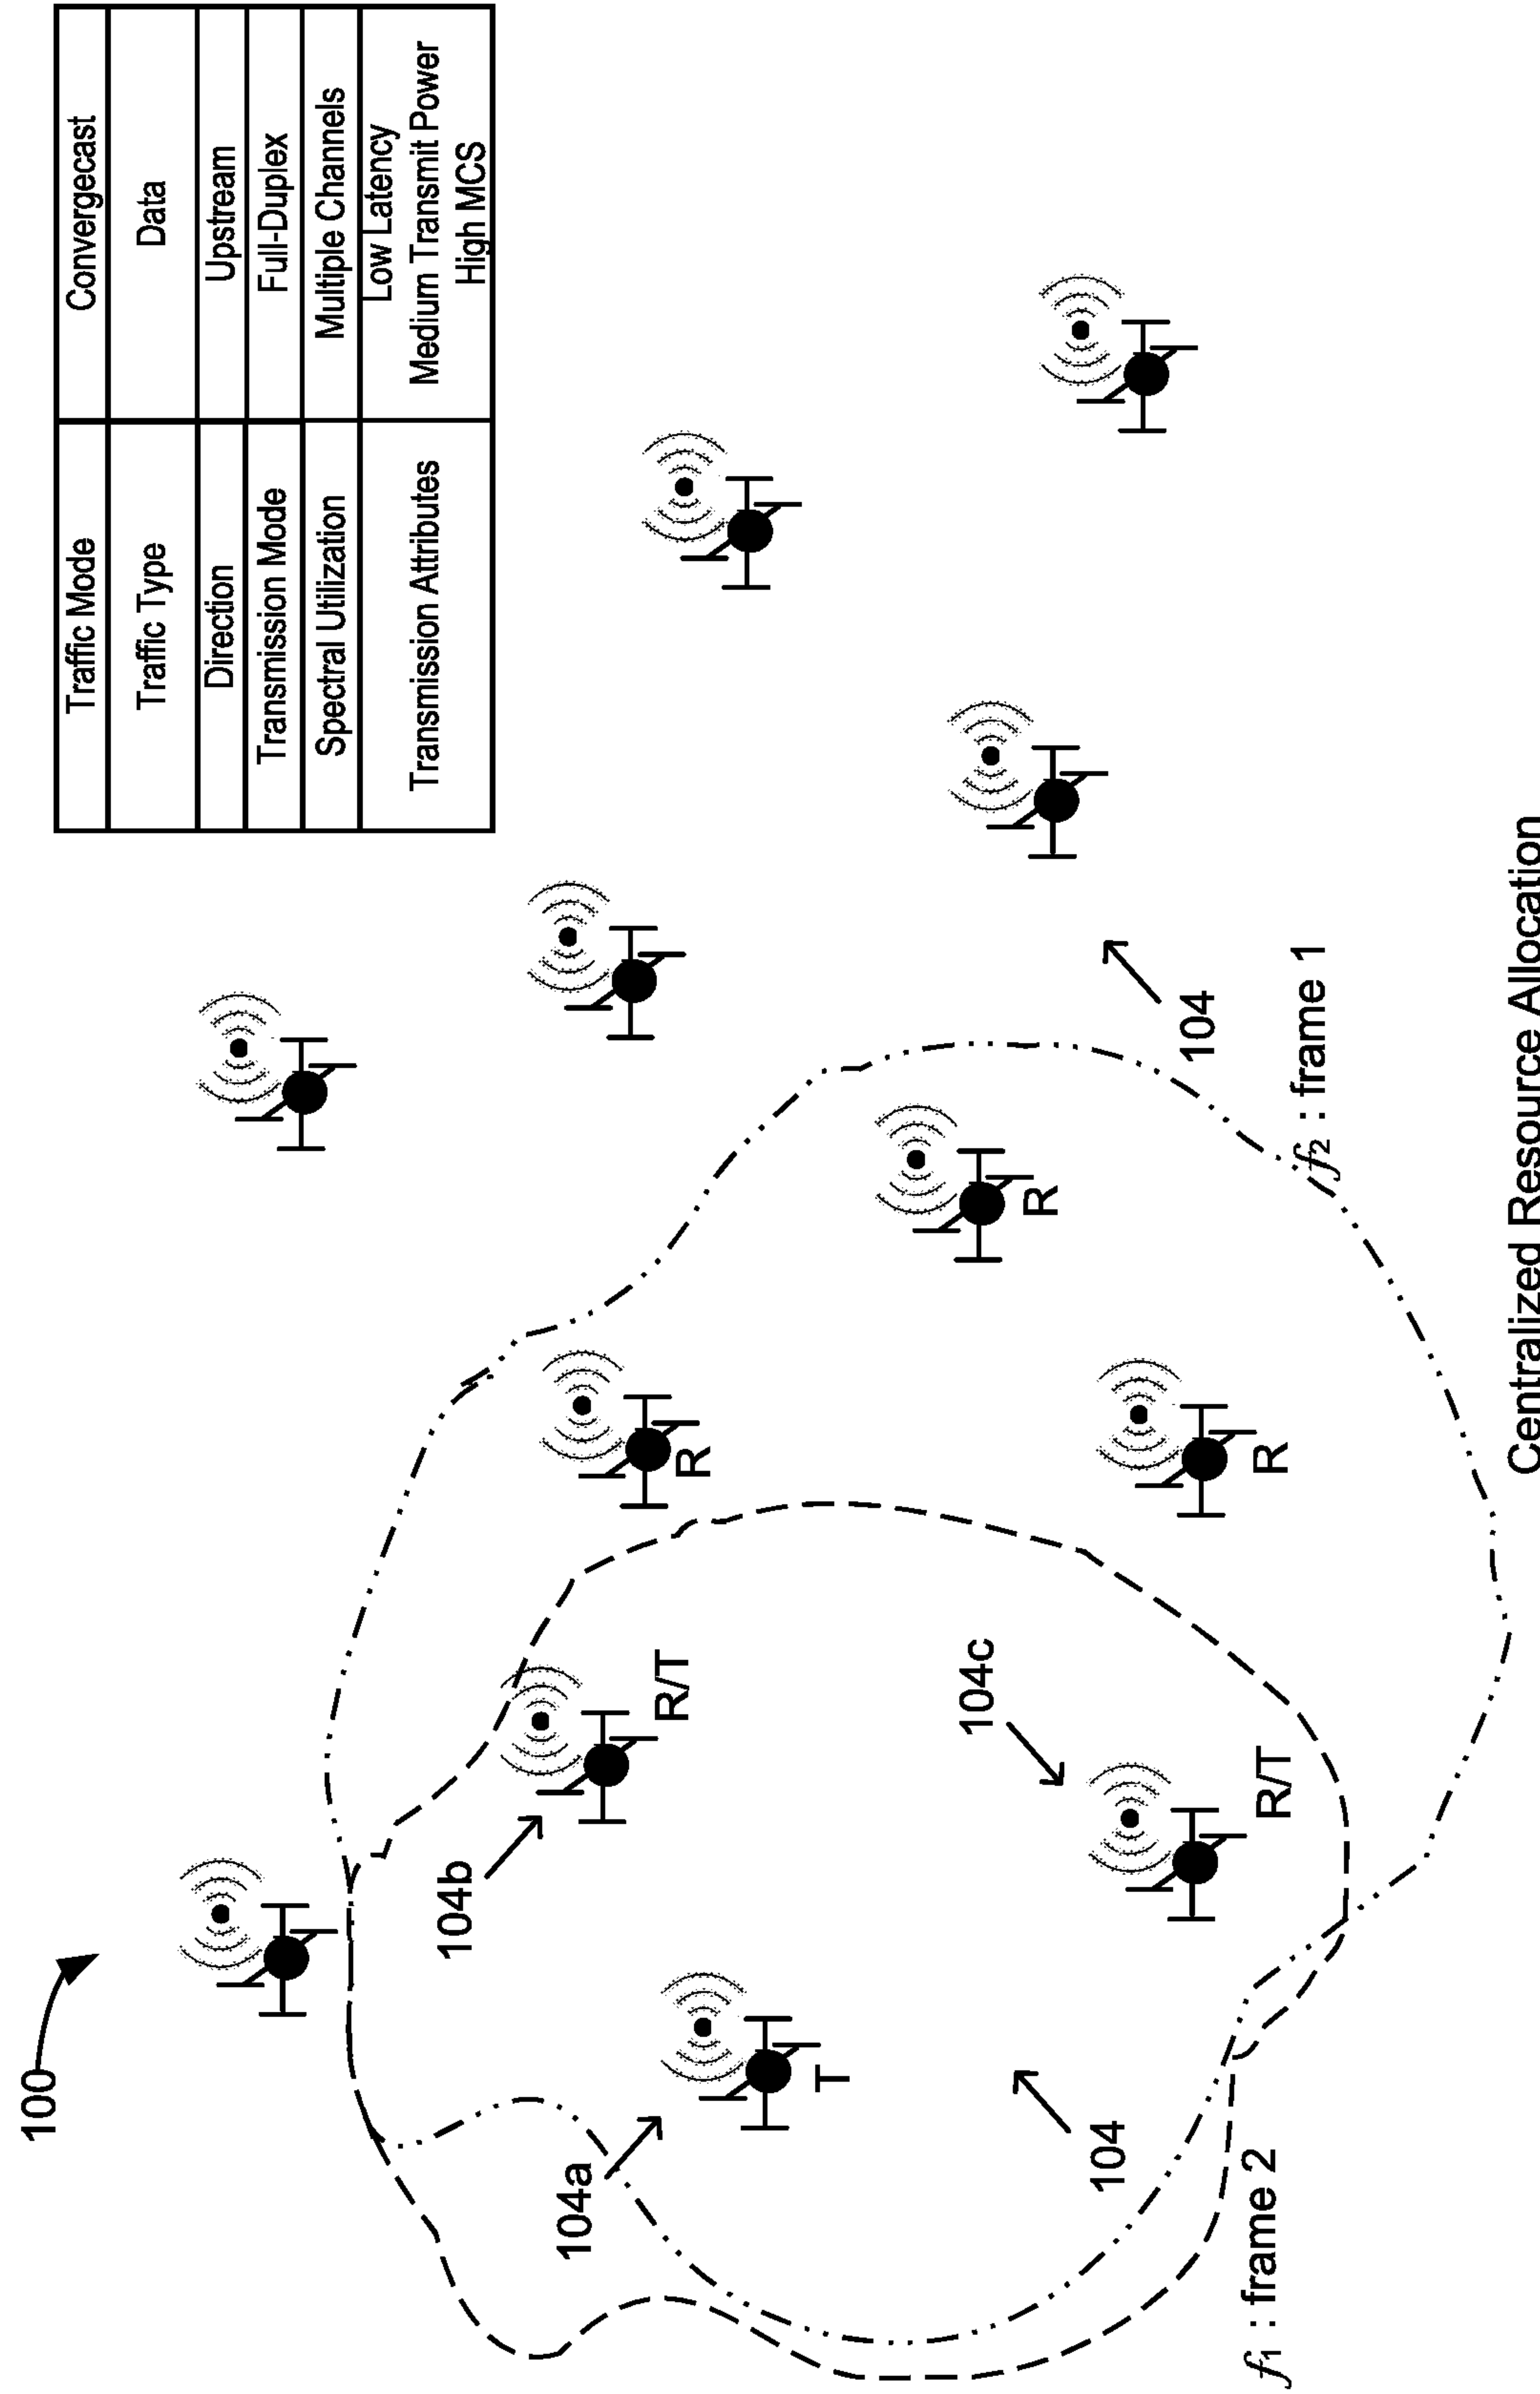 100
Traffic Mode Convergecast
Traffic Type Data
Direction Upstream
Transmission Mode Full-Duplex
Spectral Utilization Multiple Channels
Transmission Attributes Low Latency
Medium Transmit Power
High MCS
104b
R/T
R
104a
T
R
104c
104
R/T
R
104
f1 : frame 2
f2 : frame 1
Centralized Resource Allocation